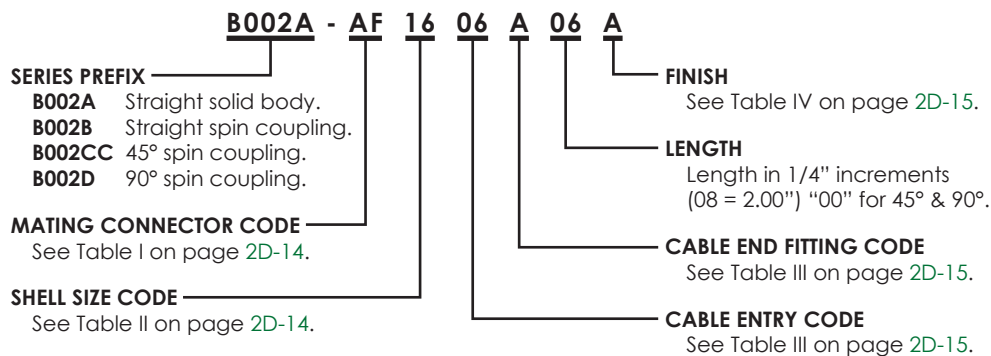 B002A - AF 16 06 A 06 A
SERIES PREFIX
B002A Straight solid body.
B002B Straight spin coupling.
B002CC 45° spin coupling.
B002D 90° spin coupling.
MATING CONNECTOR CODE
See Table I on page 2D-14.
SHELL SIZE CODE
See Table II on page 2D-14.
FINISH
See Table IV on page 2D-15.
LENGTH
Length in 1/4” increments
(08 = 2.00”) “00” for 45° & 90°.
CABLE END FITTING CODE
See Table III on page 2D-15.
CABLE ENTRY CODE
See Table III on page 2D-15.